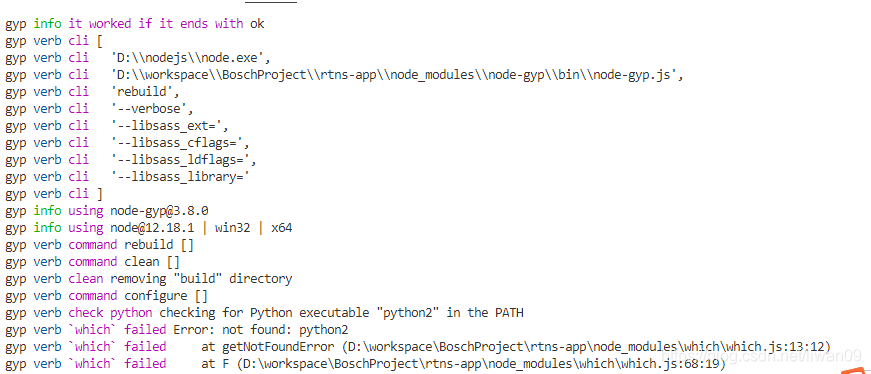 gyp info it worked if it ends with ok
gyp verb cli [
gyp verb cli   'D:\\nodejs\\node.exe',
gyp verb cli   'D:\\workspace\\BoschProject\\rtns-app\\node_modules\\node-gyp\\bin\\node-gyp.js',
gyp verb cli   'rebuild',
gyp verb cli   '--verbose',
gyp verb cli   '--libsass_ext=',
gyp verb cli   '--libsass_cflags=',
gyp verb cli   '--libsass_ldflags=',
gyp verb cli   '--libsass_library='
gyp verb cli ]
gyp info using node-gyp@3.8.0
gyp info using node@12.18.1 | win32 | x64
gyp verb command rebuild []
gyp verb command clean []
gyp verb clean removing "build" directory
gyp verb command configure []
gyp verb check python checking for Python executable "python2" in the PATH
gyp verb `which` failed Error: not found: python2
gyp verb `which` failed     at getNotFoundError (D:\workspace\BoschProject\rtns-app\node_modules\which\which.js:13:12)
gyp verb `which` failed     at F (D:\workspace\BoschProject\rtns-app\node_modules\which\which.js:68:19)